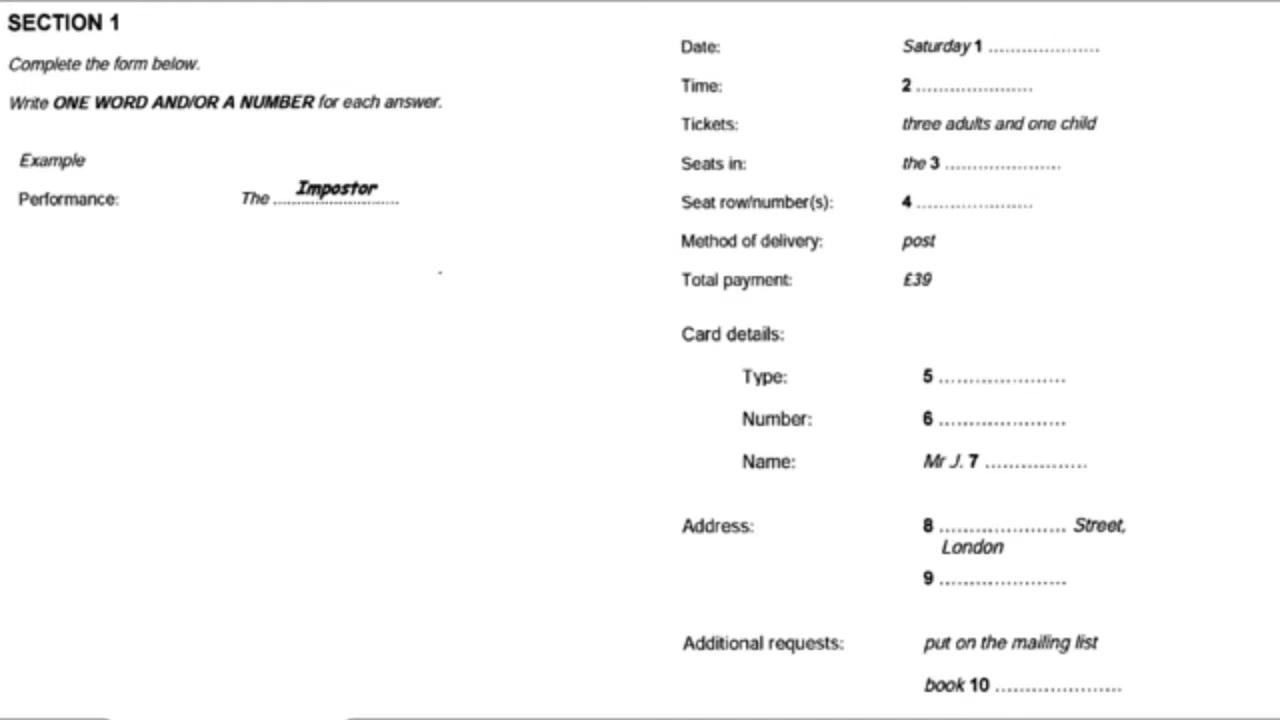 SECTION 1
Complete the form below.
Write ONE WORD AND/OR A NUMBER for each answer.
Example
Performance: The Impostor
Date: Saturday 1 ....................
Time: 2 .....................
Tickets: three adults and one child
Seats in: the 3 .....................
Seat row/number(s): 4 .....................
Method of delivery: post
Total payment: £39
Card details:
Type: 5 .......................
Number: 6 .......................
Name: Mr J. 7 ..................
Address: 8 ....................... Street,
London
9 .......................
Additional requests: put on the mailing list
book 10 .......................